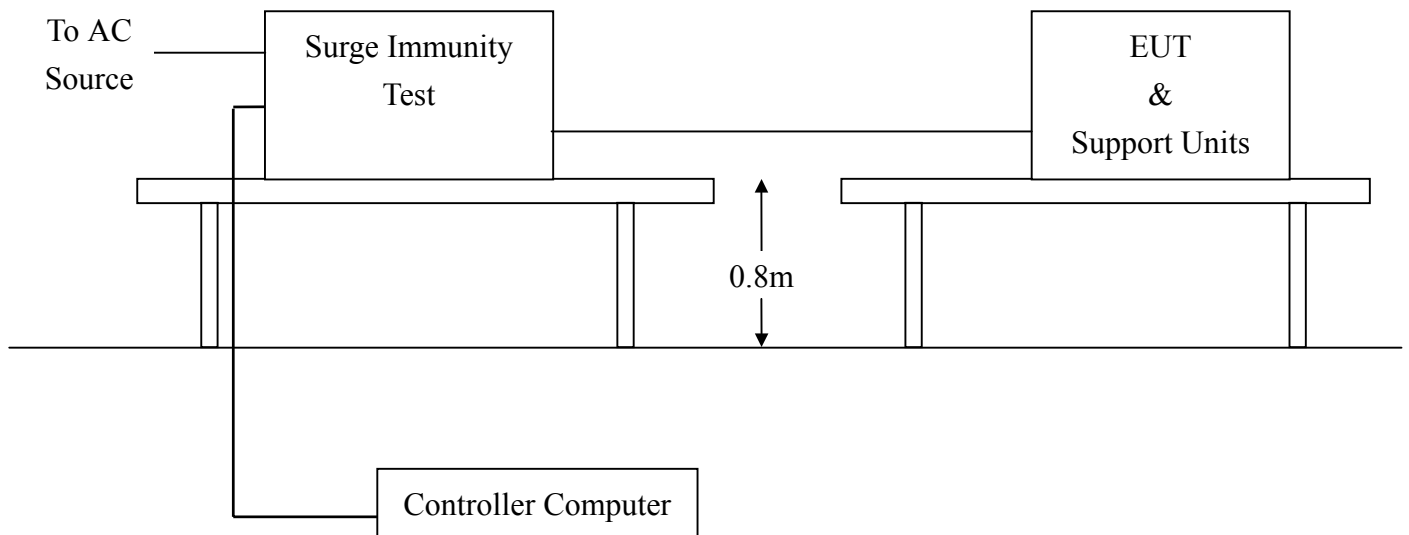 To AC
Source
Surge Immunity
Test
EUT
&
Support Units
0.8m
Controller Computer